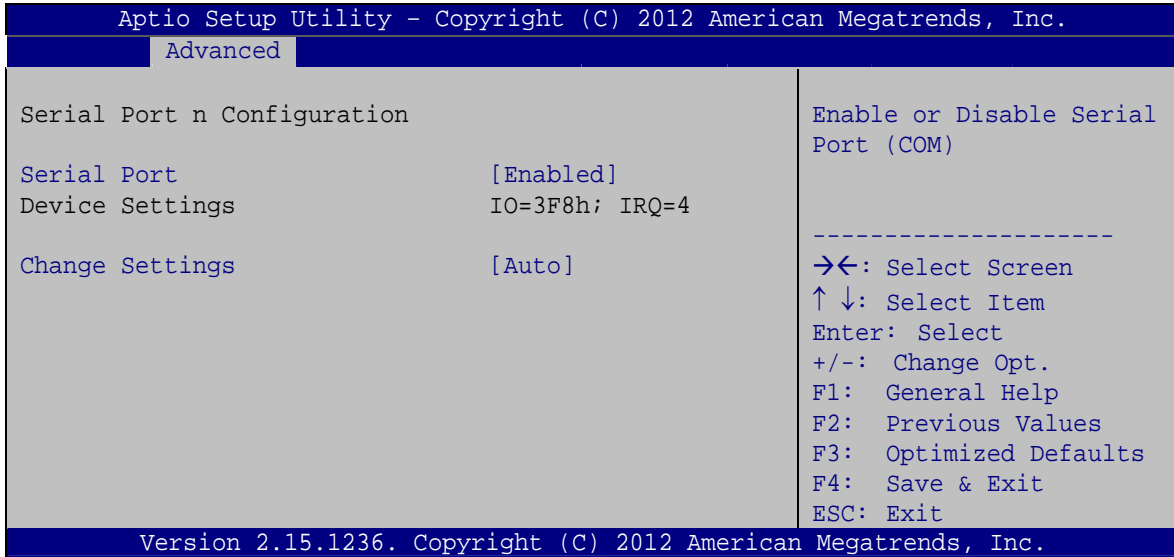 Aptio Setup Utility – Copyright (C) 2012 American Megatrends, Inc.
Advanced
Serial Port n Configuration
Serial Port [Enabled]
Device Settings IO=3F8h; IRQ=4
Change Settings [Auto]
Enable or Disable Serial
Port (COM)
---------------------
→←: Select Screen
↑ ↓: Select Item
Enter: Select
+/-: Change Opt.
F1: General Help
F2: Previous Values
F3: Optimized Defaults
F4: Save & Exit
ESC: Exit
Version 2.15.1236. Copyright (C) 2012 American Megatrends, Inc.